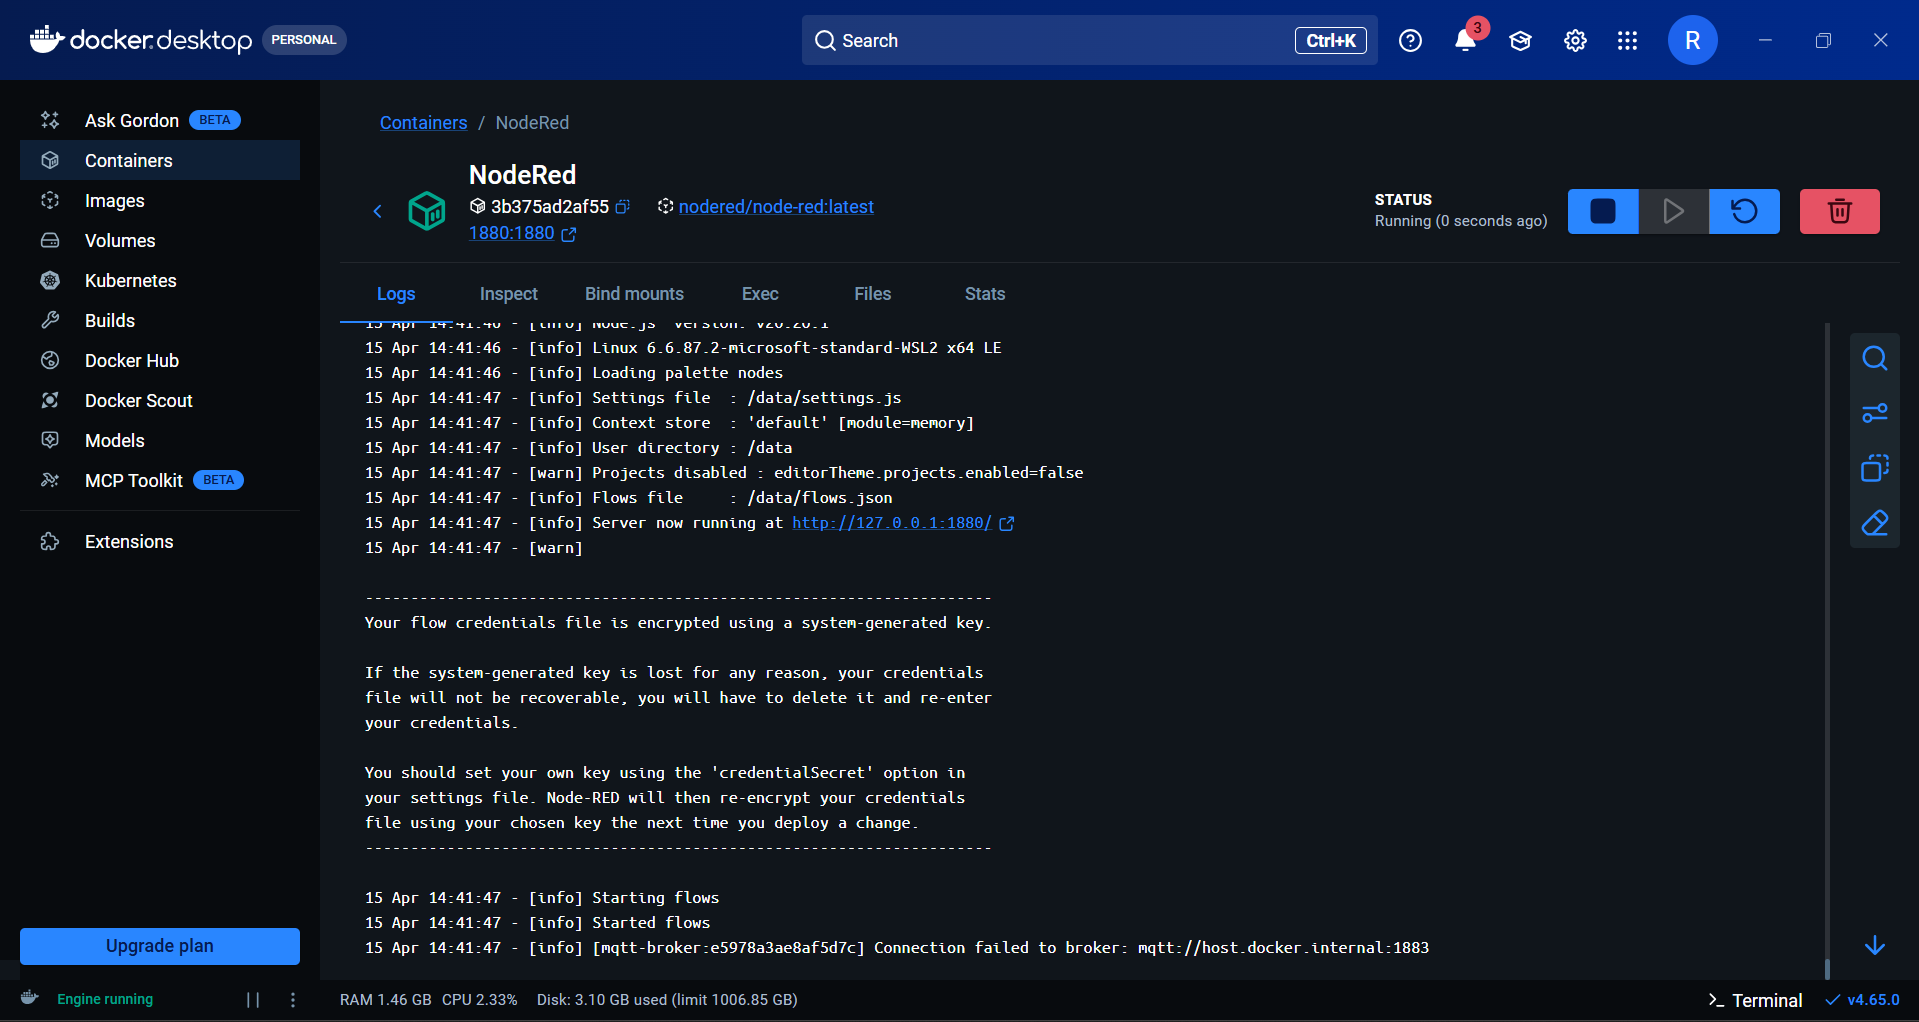 docker.desktop PERSONAL
Search Ctrl+K
3
R
Ask Gordon BETA
Containers
Images
Volumes
Kubernetes
Builds
Docker Hub
Docker Scout
Models
MCP Toolkit BETA
Extensions
Upgrade plan
Containers / NodeRed
NodeRed
3b375ad2af55 nodered/node-red:latest
1880:1880
STATUS
Running (0 seconds ago)
Logs Inspect Bind mounts Exec Files Stats
15 Apr 14:41:46 - [info] Node.js version: v20.20.1
15 Apr 14:41:46 - [info] Linux 6.6.87.2-microsoft-standard-WSL2 x64 LE
15 Apr 14:41:46 - [info] Loading palette nodes
15 Apr 14:41:47 - [info] Settings file : /data/settings.js
15 Apr 14:41:47 - [info] Context store : 'default' [module=memory]
15 Apr 14:41:47 - [info] User directory : /data
15 Apr 14:41:47 - [warn] Projects disabled : editorTheme.projects.enabled=false
15 Apr 14:41:47 - [info] Flows file : /data/flows.json
15 Apr 14:41:47 - [info] Server now running at http://127.0.0.1:1880/
15 Apr 14:41:47 - [warn]
---------------------------------------------------------------------
Your flow credentials file is encrypted using a system-generated key.
If the system-generated key is lost for any reason, your credentials
file will not be recoverable, you will have to delete it and re-enter
your credentials.
You should set your own key using the 'credentialSecret' option in
your settings file. Node-RED will then re-encrypt your credentials
file using your chosen key the next time you deploy a change.
---------------------------------------------------------------------
15 Apr 14:41:47 - [info] Starting flows
15 Apr 14:41:47 - [info] Started flows
15 Apr 14:41:47 - [info] [mqtt-broker:e5978a3ae8af5d7c] Connection failed to broker: mqtt://host.docker.internal:1883
Engine running
RAM 1.46 GB CPU 2.33% Disk: 3.10 GB used (limit 1006.85 GB)
Terminal
v4.65.0